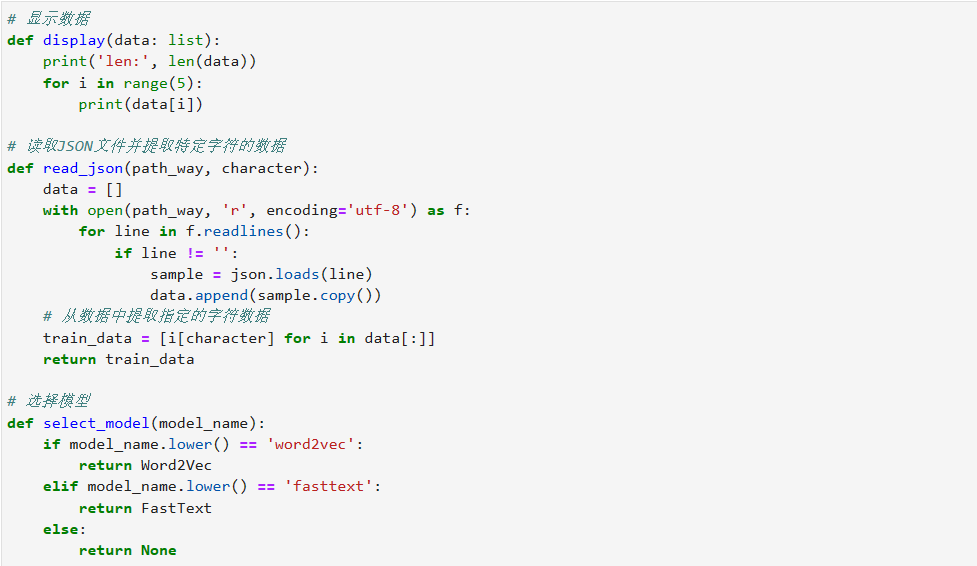 # 显示数据
def display(data: list):
    print('len:', len(data))
    for i in range(5):
        print(data[i])

# 读取JSON文件并提取特定字符的数据
def read_json(path_way, character):
    data = []
    with open(path_way, 'r', encoding='utf-8') as f:
        for line in f.readlines():
            if line != '':
                sample = json.loads(line)
                data.append(sample.copy())
    # 从数据中提取指定的字符数据
    train_data = [i[character] for i in data[:]]
    return train_data

# 选择模型
def select_model(model_name):
    if model_name.lower() == 'word2vec':
        return Word2Vec
    elif model_name.lower() == 'fasttext':
        return FastText
    else:
        return None